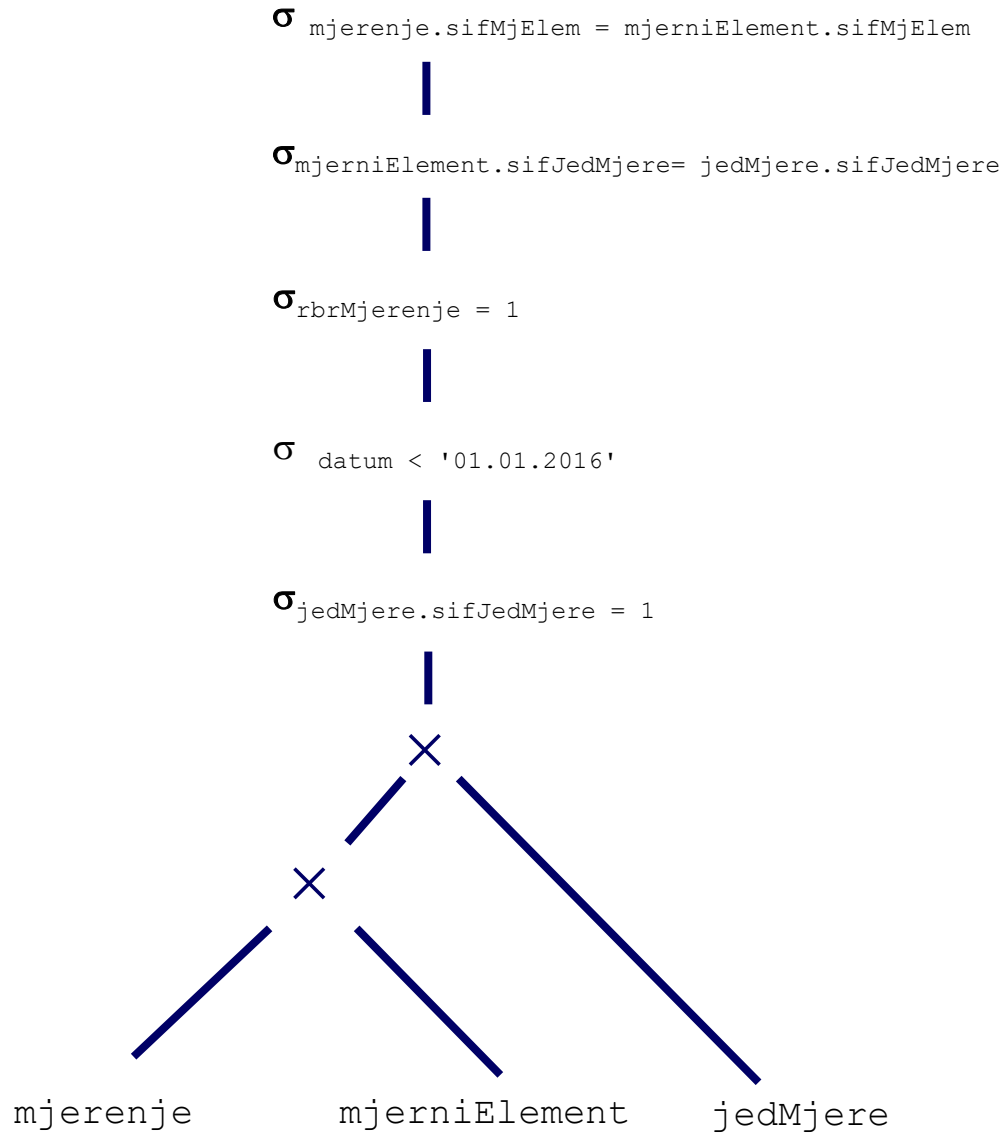 σ mjerenje.sifMjElem = mjerniElement.sifMjElem
σmjerniElement.sifJedMjere= jedMjere.sifJedMjere
σrbrMjerenje = 1
σ datum < '01.01.2016'
σjedMjere.sifJedMjere = 1
×
×
mjerenje mjerniElement jedMjere